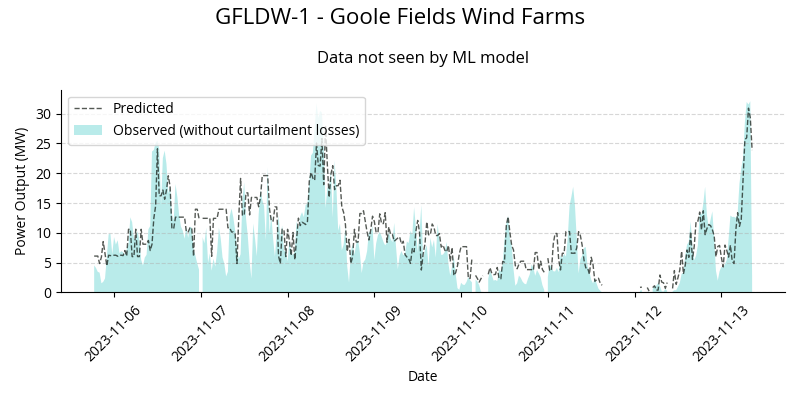 GFLDW-1 - Goole Fields Wind Farms
Data not seen by ML model
Predicted
Observed (without curtailment losses)
Power Output (MW)
30
25
20
15
10
5
0
2023-11-06
2023-11-07
2023-11-08
2023-11-09
2023-11-10
2023-11-11
2023-11-12
2023-11-13
Date